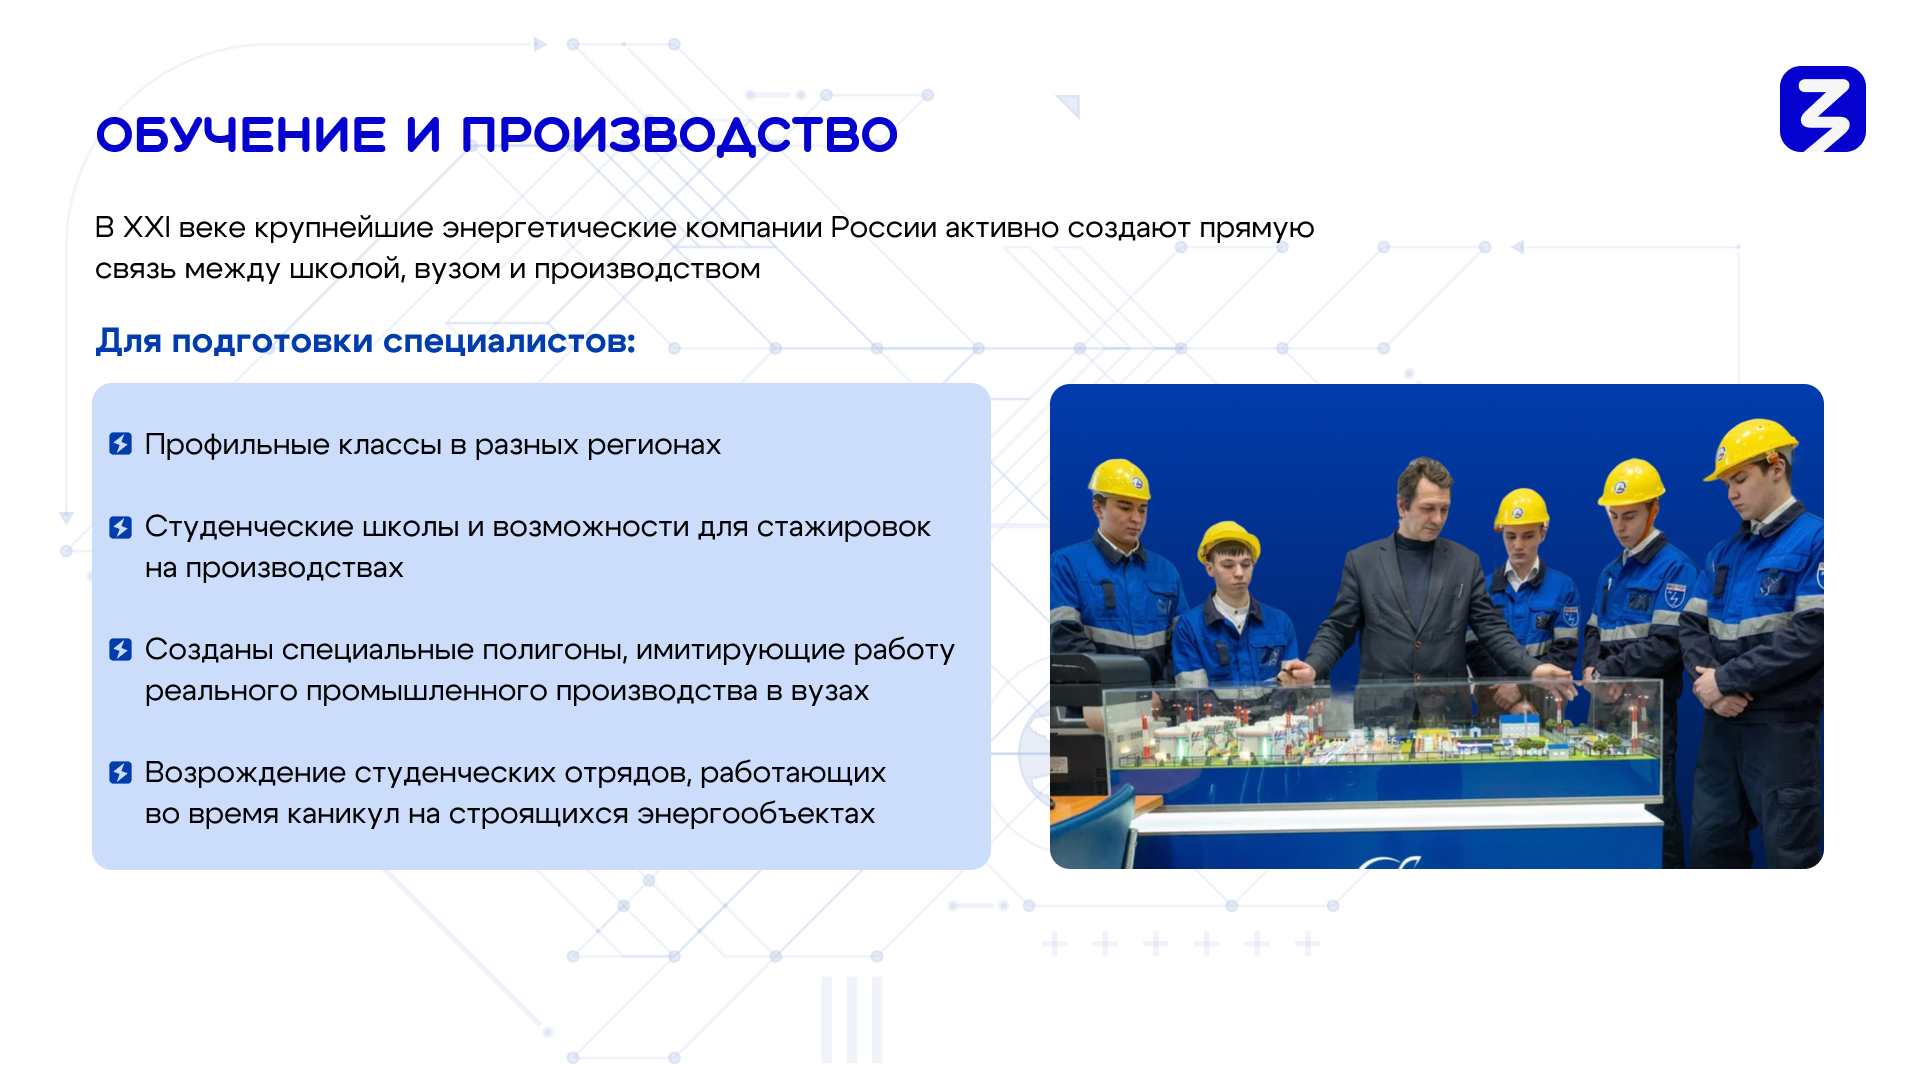 ОБУЧЕНИЕ И ПРОИЗВОДСТВО
В XXI веке крупнейшие энергетические компании России активно создают прямую
связь между школой, вузом и производством
Для подготовки специалистов:
Профильные классы в разных регионах
Студенческие школы и возможности для стажировок
на производствах
Созданы специальные полигоны, имитирующие работу
реального промышленного производства в вузах
Возрождение студенческих отрядов, работающих
во время каникул на строящихся энергообъектах